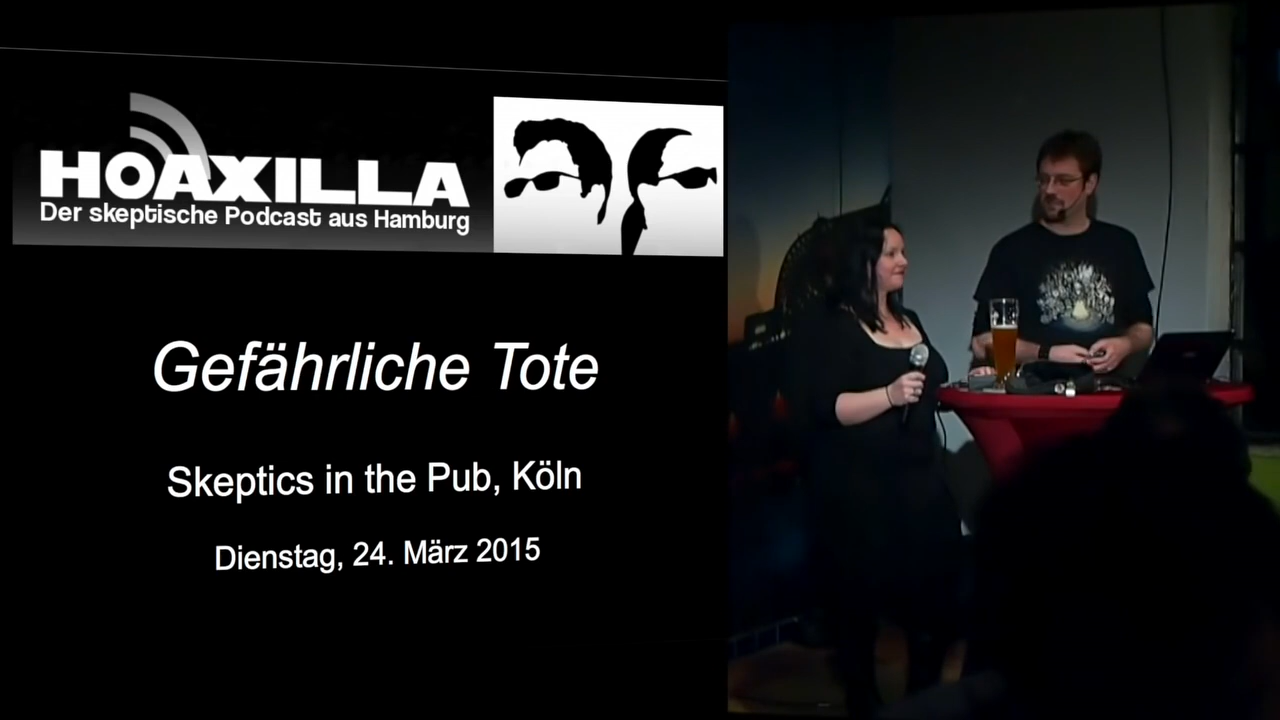 HOAXILLA
Der skeptische Podcast aus Hamburg
Gefährliche Tote
Skeptics in the Pub, Köln
Dienstag, 24. März 2015